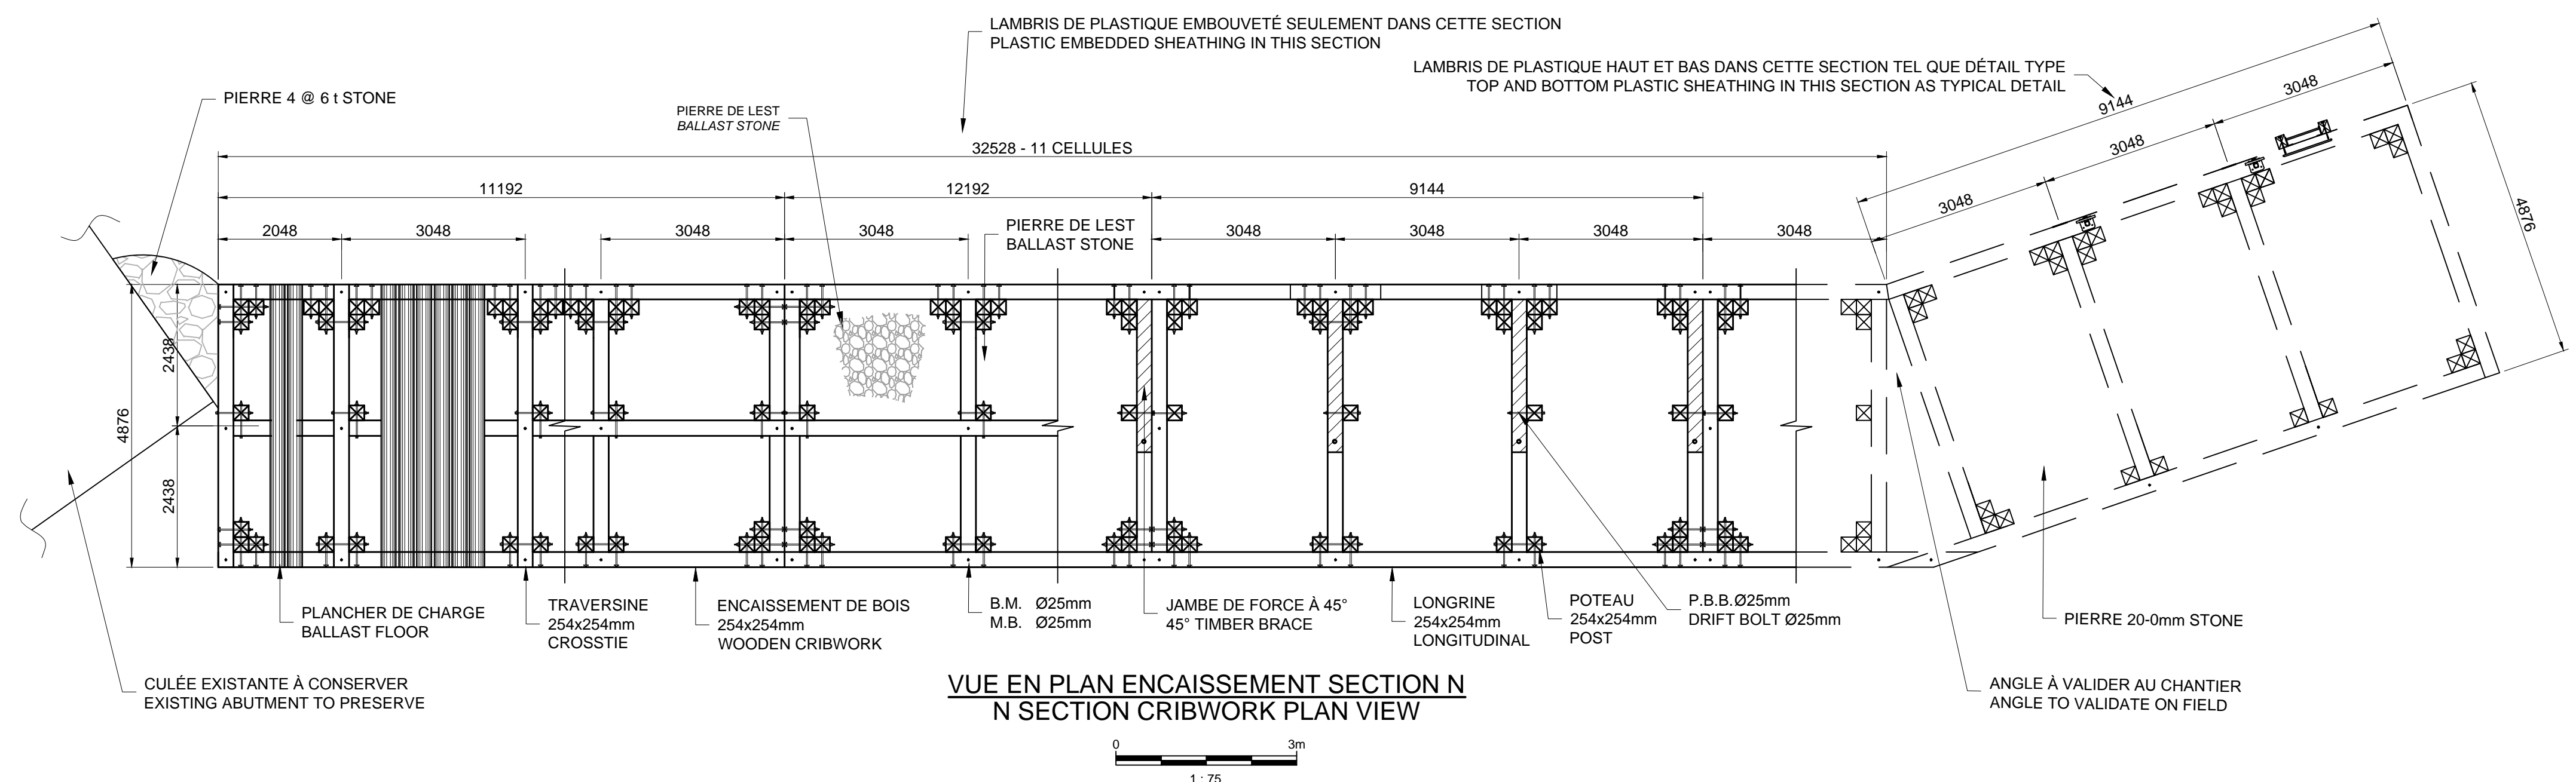 LAMBRIS DE PLASTIQUE EMBOUVETÉ SEULEMENT DANS CETTE SECTION
PLASTIC EMBEDDED SHEATHING IN THIS SECTION
LAMBRIS DE PLASTIQUE HAUT ET BAS DANS CETTE SECTION TEL QUE DÉTAIL TYPE
TOP AND BOTTOM PLASTIC SHEATHING IN THIS SECTION AS TYPICAL DETAIL
PIERRE 4 @ 6 t STONE
PIERRE DE LEST
BALLAST STONE
9144
3048
3048
3048
4876
32528 - 11 CELLULES
11192
12192
9144
2048
3048
3048
3048
3048
3048
3048
3048
PIERRE DE LEST
BALLAST STONE
2438
4876
2438
PLANCHER DE CHARGE
BALLAST FLOOR
TRAVERSINE
254x254mm
CROSSTIE
ENCAISSEMENT DE BOIS
254x254mm
WOODEN CRIBWORK
B.M. Ø25mm
M.B. Ø25mm
JAMBE DE FORCE À 45°
45° TIMBER BRACE
LONGRINE
254x254mm
LONGITUDINAL
POTEAU
254x254mm
POST
P.B.B.Ø25mm
DRIFT BOLT Ø25mm
PIERRE 20-0mm STONE
CULÉE EXISTANTE À CONSERVER
EXISTING ABUTMENT TO PRESERVE
ANGLE À VALIDER AU CHANTIER
ANGLE TO VALIDATE ON FIELD
VUE EN PLAN ENCAISSEMENT SECTION N
N SECTION CRIBWORK PLAN VIEW
0 3m
1 : 75